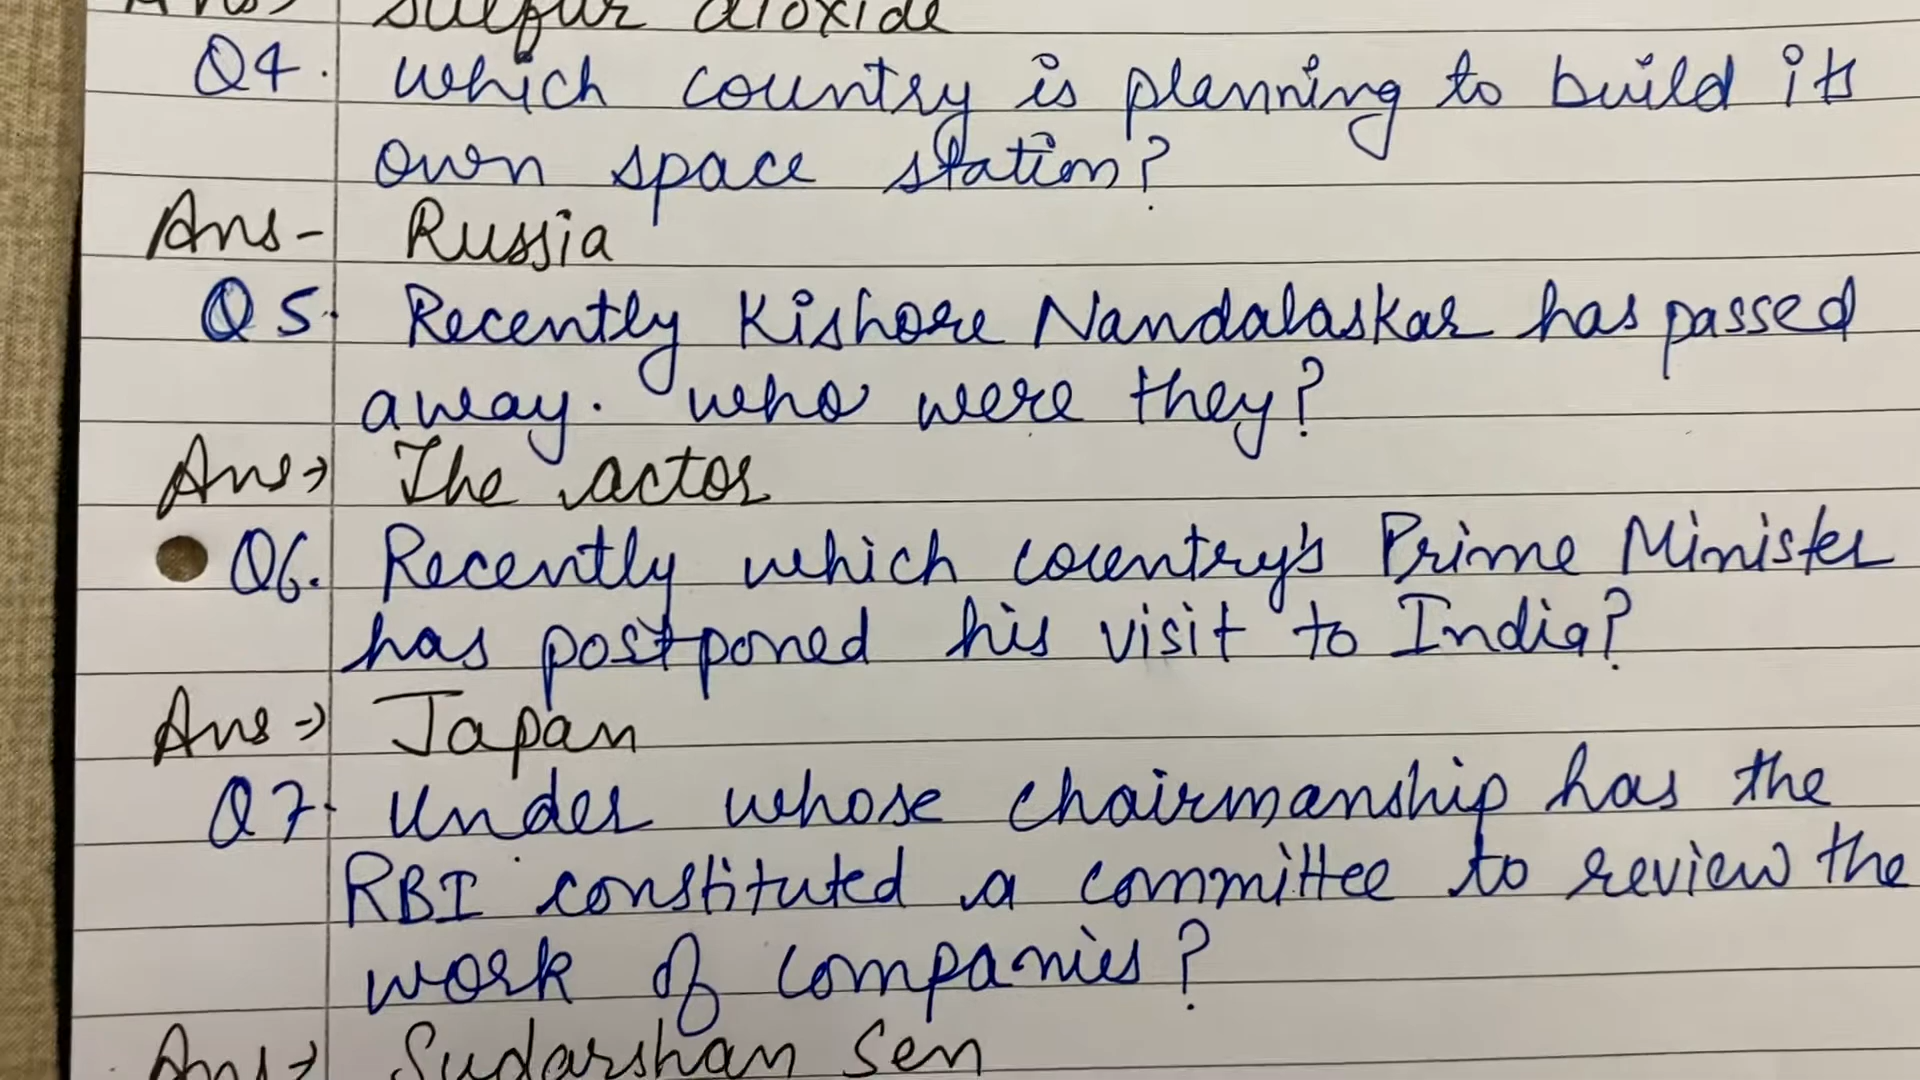 Ans→ Sulfur dioxide
Q4. Which country is planning to build its
own space station?
Ans- Russia
Q5. Recently Kishore Nandalaskar has passed
away. who were they?
Ans→ The actor
Q6. Recently which country's Prime Minister
has postponed his visit to India?
Ans→ Japan
Q7. Under whose chairmanship has the
RBI constituted a committee to review the
work of companies?
Ans→ Sudarshan Sen